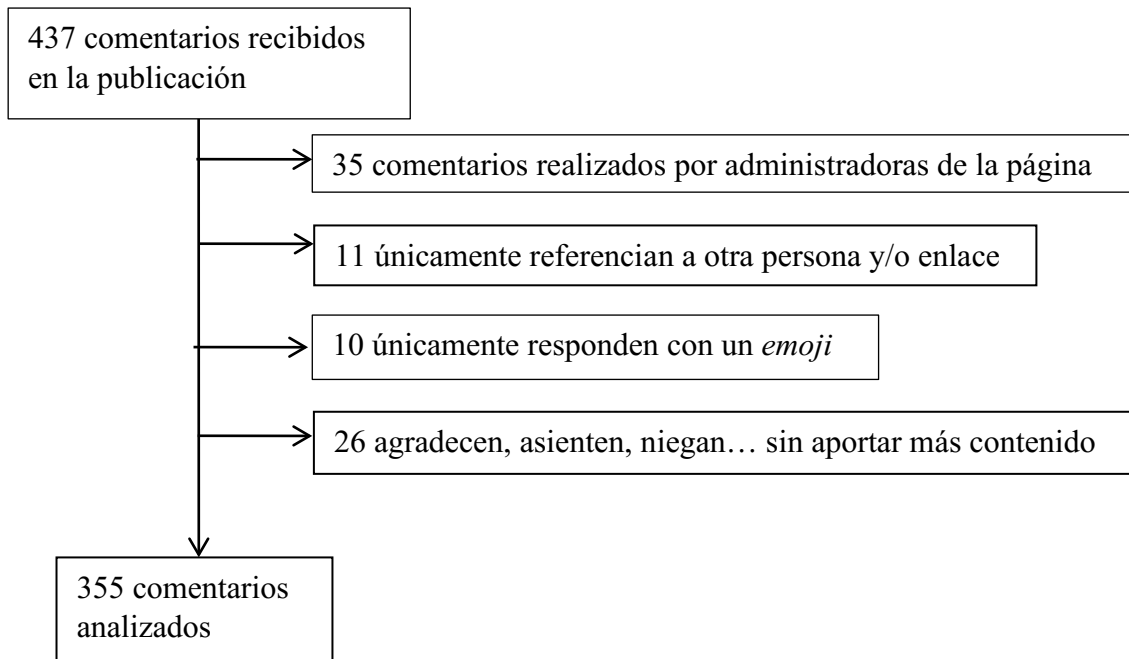 437 comentarios recibidos
en la publicación
35 comentarios realizados por administradoras de la página
11 únicamente referencian a otra persona y/o enlace
10 únicamente responden con un emoji
26 agradecen, asienten, niegan… sin aportar más contenido
355 comentarios
analizados